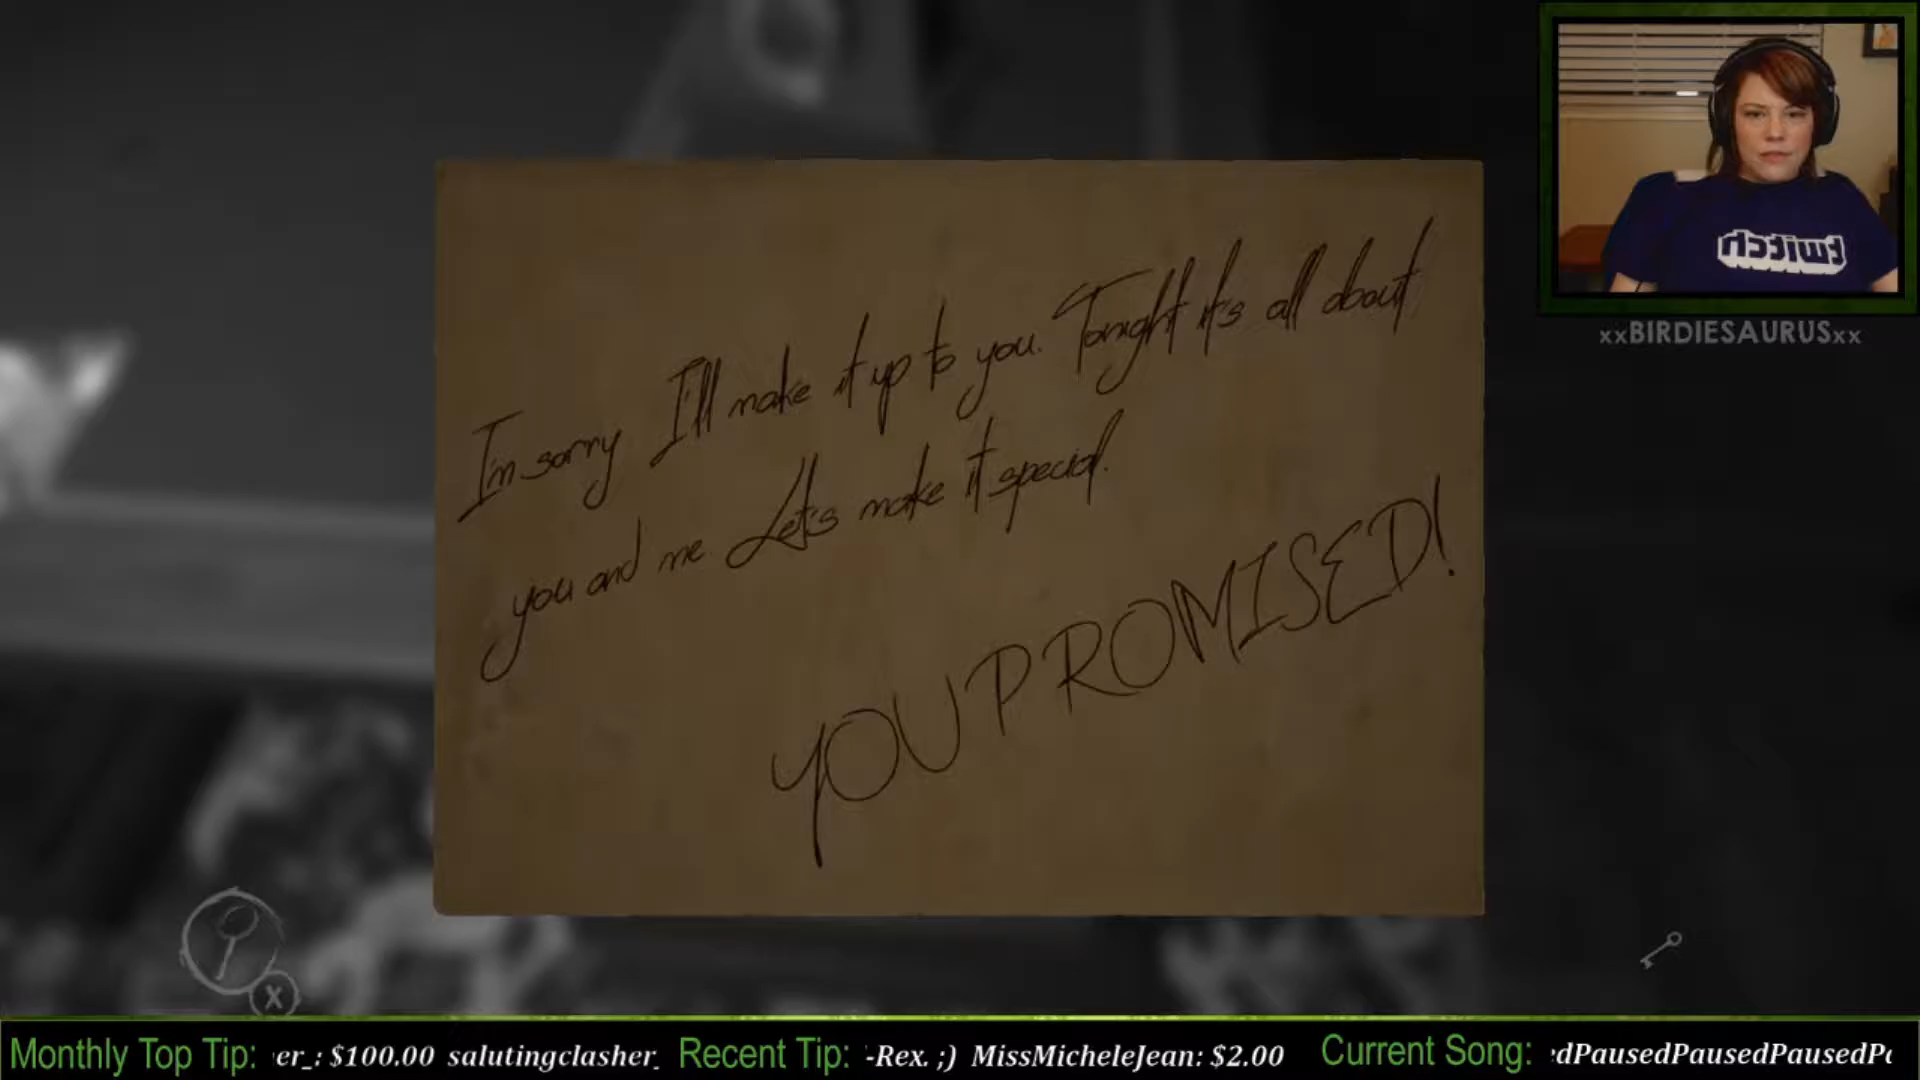 I'm sorry I'll make it up to you. Tonight it's all about
you and me Let's make it special.
YOU PROMISED!
twitch
xxBIRDIESAURUSxx
X
Monthly Top Tip: er_: $100.00 salutingclasher_ Recent Tip: -Rex. ;) MissMicheleJean: $2.00 Current Song: dPausedPausedPausedPa